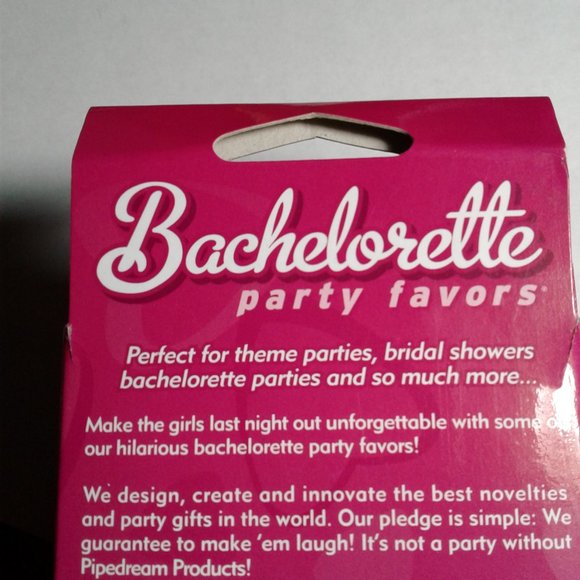 Bachelorette
party favors
Perfect for theme parties, bridal showers
bachelorette parties and so much more...
Make the girls last night out unforgettable with some of
our hilarious bachelorette party favors!
We design, create and innovate the best novelties
and party gifts in the world. Our pledge is simple: We
guarantee to make 'em laugh! It's not a party without
Pipedream Products!